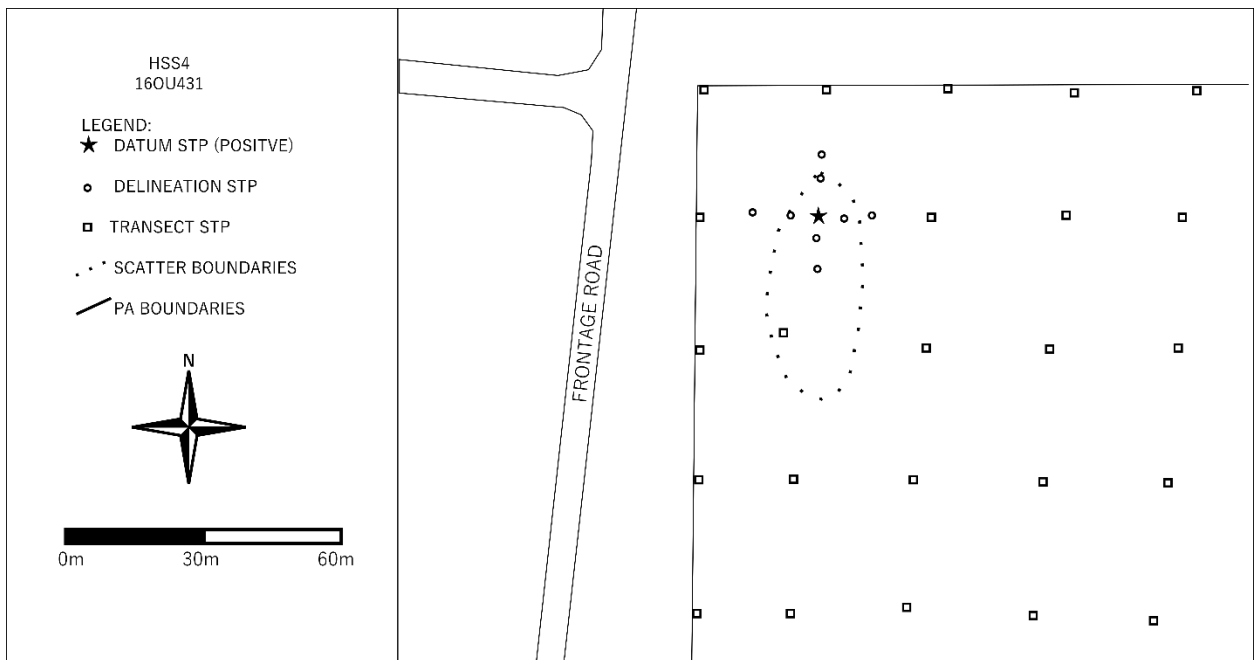 HSS4
16OU431
LEGEND:
DATUM STP (POSITVE)
DELINEATION STP
TRANSECT STP
SCATTER BOUNDARIES
PA BOUNDARIES
N
0m 30m 60m
FRONTAGE ROAD